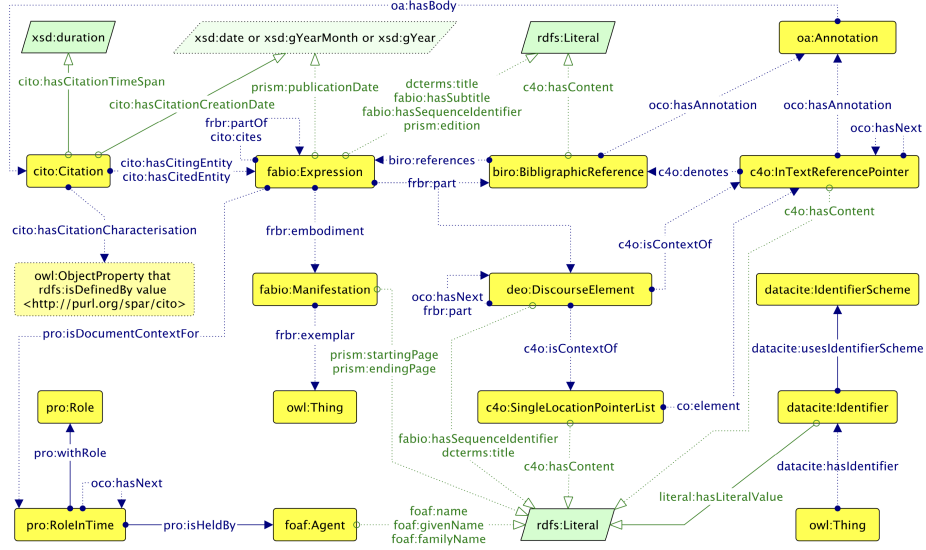 oa:hasBody
xsd:duration
xsd:date or xsd:gYearMonth or xsd:gYear
rdfs:Literal
oa:Annotation
cito:hasCitationTimeSpan
cito:hasCitationCreationDate
prism:publicationDate
dcterms:title
fabio:hasSubtitle
fabio:hasSequenceIdentifier
prism:edition
c4o:hasContent
oco:hasAnnotation
oco:hasAnnotation
frbr:partOf
cito:cites
oco:hasNext
cito:Citation
cito:hasCitingEntity
cito:hasCitedEntity
fabio:Expression
biro:references
frbr:part
biro:BibligraphicReference
c4o:denotes
c4o:InTextReferencePointer
c4o:hasContent
cito:hasCitationCharacterisation
frbr:embodiment
c4o:isContextOf
owl:ObjectProperty that
rdfs:isDefinedBy value
<http://purl.org/spar/cito>
fabio:Manifestation
oco:hasNext
frbr:part
deo:DiscourseElement
datacite:IdentifierScheme
pro:isDocumentContextFor
frbr:exemplar
prism:startingPage
prism:endingPage
c4o:isContextOf
datacite:usesIdentifierScheme
pro:Role
owl:Thing
c4o:SingleLocationPointerList
co:element
datacite:Identifier
pro:withRole
fabio:hasSequenceIdentifier
dcterms:title
c4o:hasContent
datacite:hasIdentifier
oco:hasNext
literal:hasLiteralValue
pro:RoleInTime
pro:isHeldBy
foaf:Agent
foaf:name
foaf:givenName
foaf:familyName
rdfs:Literal
owl:Thing